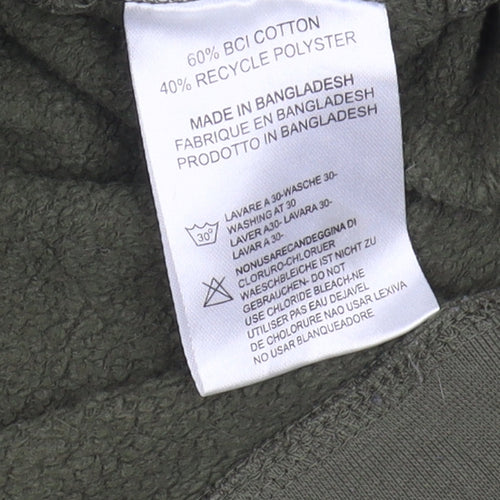 60% BCI COTTON
40% RECYCLE POLYSTER
MADE IN BANGLADESH
FABRIQUE EN BANGLADESH
PRODOTTO IN BANGLADESH
30°
LAVARE A 30-WASCHE 30-
WASHING AT 30
LAVER A30- LAVARA 30-
LAVAR A 30-
NONUSARECANDEGGINA DI
CLORURO-CHLORUER
WAESCHBLEICHE IST NICHT ZU
GEBRAUCHEN- DO NOT
USE CHLORIDE BLEACH-NE
UTILISER PAS EAU DEJAVEL
DE CHOLORURE NAO USAR LEXIVA
NO USAR BLANQUEADORE.